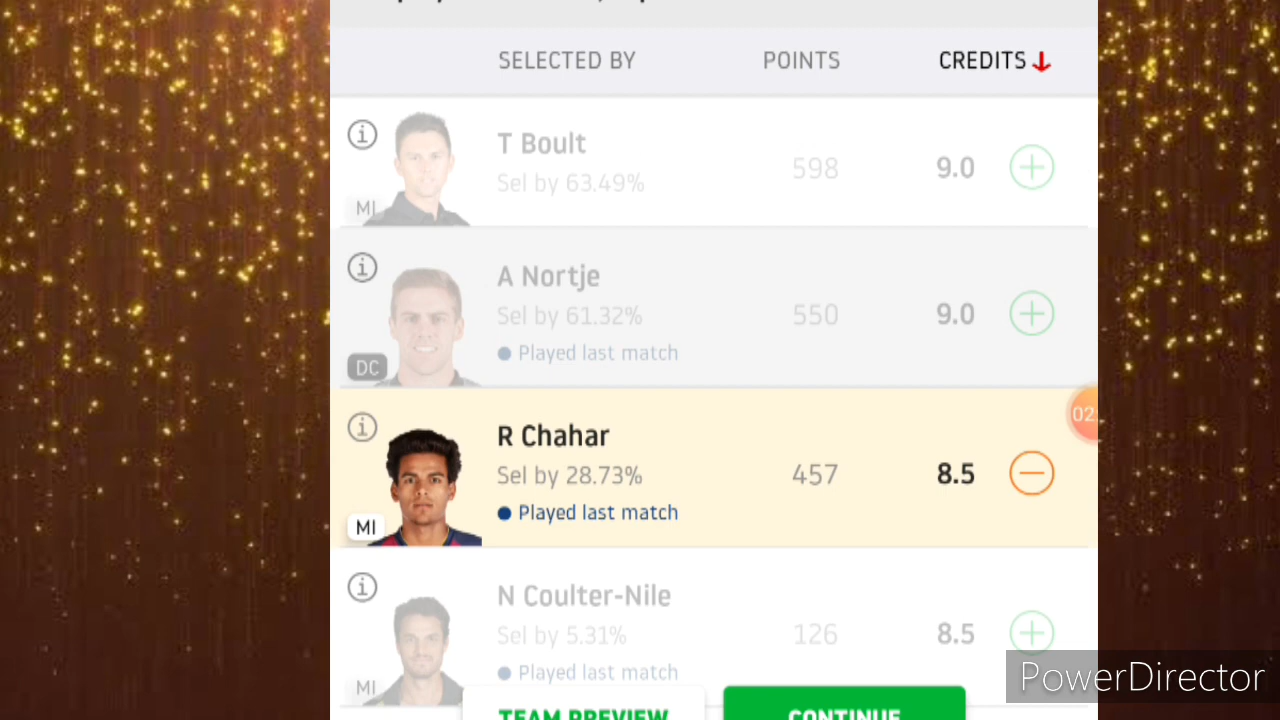 SELECTED BY POINTS CREDITS
T Boult
Sel by 63.49% 598 9.0
MI
A Nortje
Sel by 61.32% 550 9.0
Played last match
DC
R Chahar
Sel by 28.73% 457 8.5
Played last match
MI
02
N Coulter-Nile
Sel by 5.31% 126 8.5
Played last match
MI
PowerDirector
TEAM PREVIEW CONTINUE